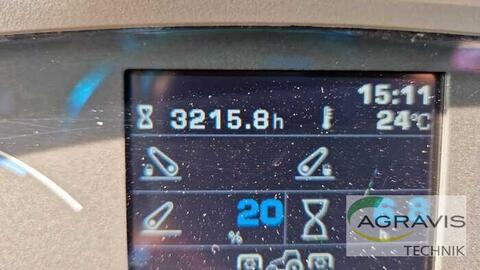 15:11
3215.8h 24°C
20
%
AGRAVIS
TECHNIK